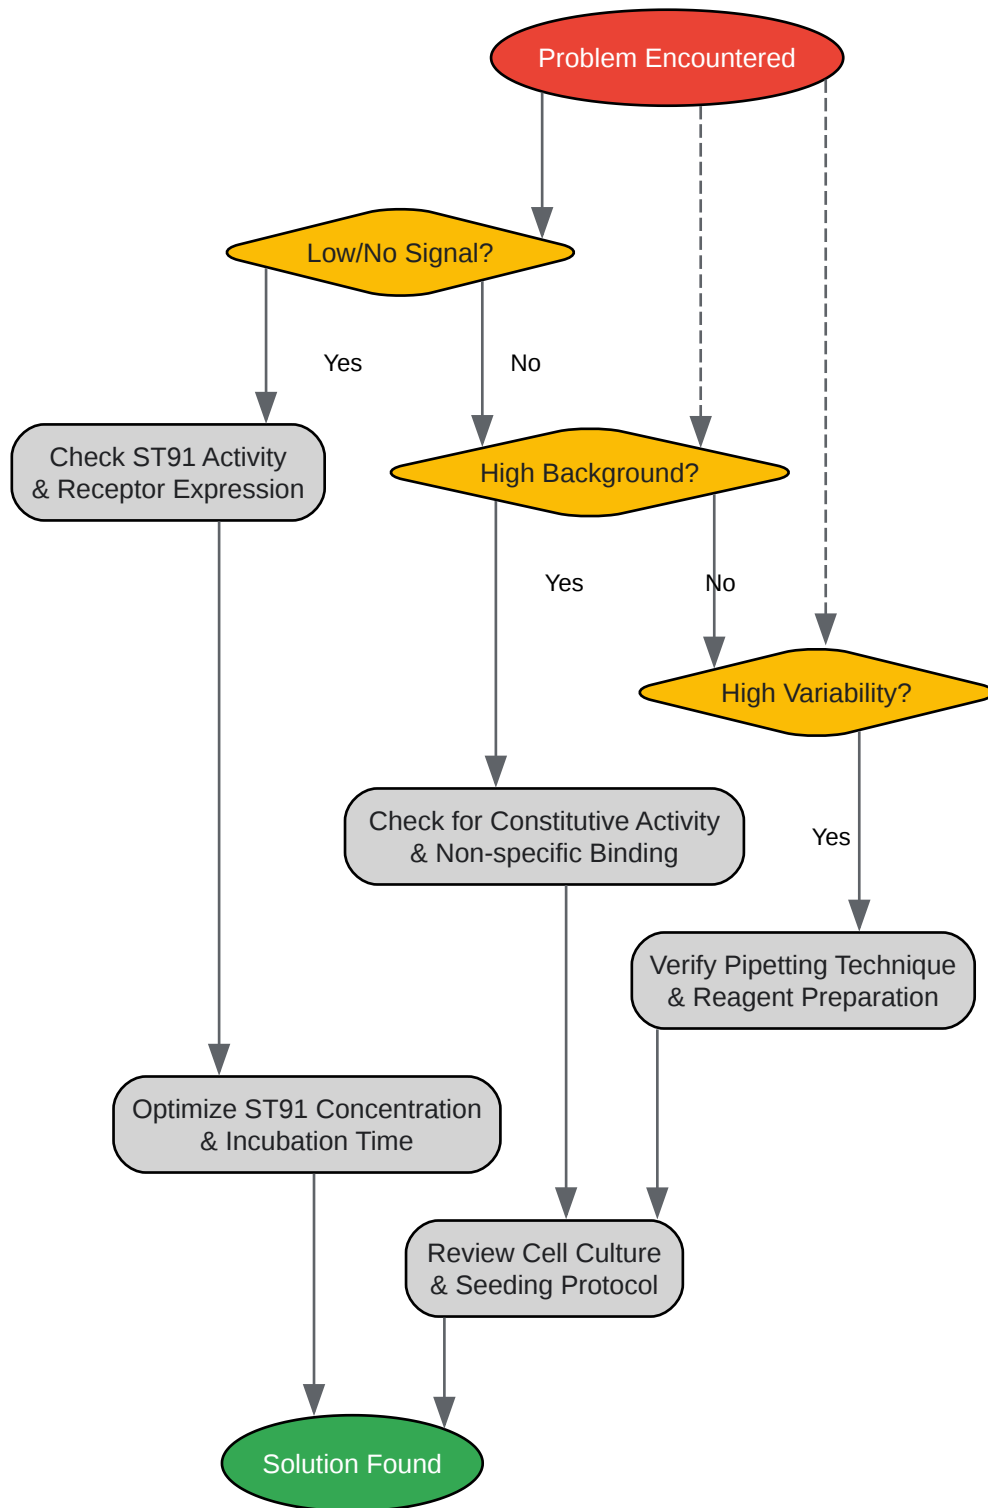 Problem Encountered
Low/No Signal?
Yes
No
Check ST91 Activity
& Receptor Expression
High Background?
Yes
No
High Variability?
Check for Constitutive Activity
& Non-specific Binding
Yes
Verify Pipetting Technique
& Reagent Preparation
Optimize ST91 Concentration
& Incubation Time
Review Cell Culture
& Seeding Protocol
Solution Found